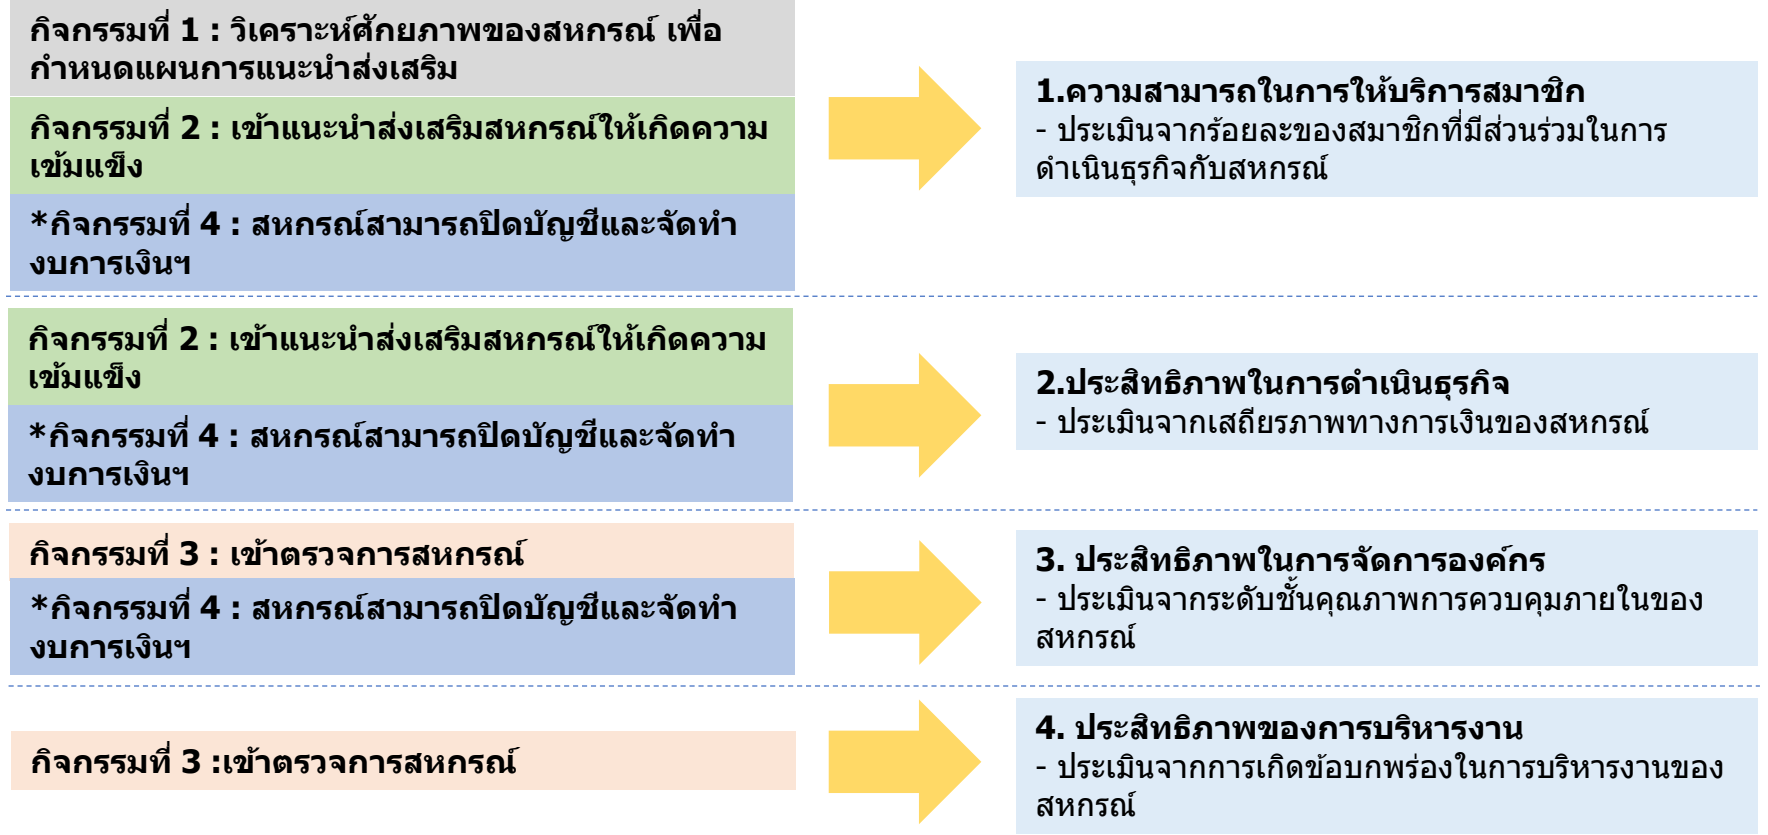 กิจกรรมที่ 1 : วิเคราะห์ศักยภาพของสหกรณ์ เพื่อ
กำหนดแผนการแนะนำส่งเสริม
กิจกรรมที่ 2 : เข้าแนะนำส่งเสริมสหกรณ์ให้เกิดความ
เข้มแข็ง
*กิจกรรมที่ 4 : สหกรณ์สามารถปิดบัญชีและจัดทำ
งบการเงินฯ
1.ความสามารถในการให้บริการสมาชิก
- ประเมินจากร้อยละของสมาชิกที่มีส่วนร่วมในการ
ดำเนินธุรกิจกับสหกรณ์
กิจกรรมที่ 2 : เข้าแนะนำส่งเสริมสหกรณ์ให้เกิดความ
เข้มแข็ง
*กิจกรรมที่ 4 : สหกรณ์สามารถปิดบัญชีและจัดทำ
งบการเงินฯ
2.ประสิทธิภาพในการดำเนินธุรกิจ
- ประเมินจากเสถียรภาพทางการเงินของสหกรณ์
กิจกรรมที่ 3 : เข้าตรวจการสหกรณ์
*กิจกรรมที่ 4 : สหกรณ์สามารถปิดบัญชีและจัดทำ
งบการเงินฯ
3. ประสิทธิภาพในการจัดการองค์กร
- ประเมินจากระดับชั้นคุณภาพการควบคุมภายในของ
สหกรณ์
กิจกรรมที่ 3 :เข้าตรวจการสหกรณ์
4. ประสิทธิภาพของการบริหารงาน
- ประเมินจากการเกิดข้อบกพร่องในการบริหารงานของ
สหกรณ์